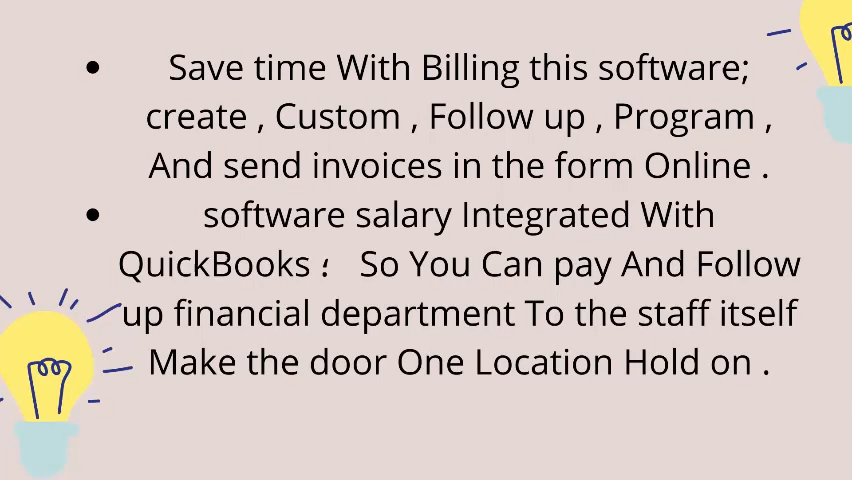 • Save time With Billing this software;
create , Custom , Follow up , Program ,
And send invoices in the form Online .
• software salary Integrated With
QuickBooks ؛ So You Can pay And Follow
up financial department To the staff itself
Make the door One Location Hold on .